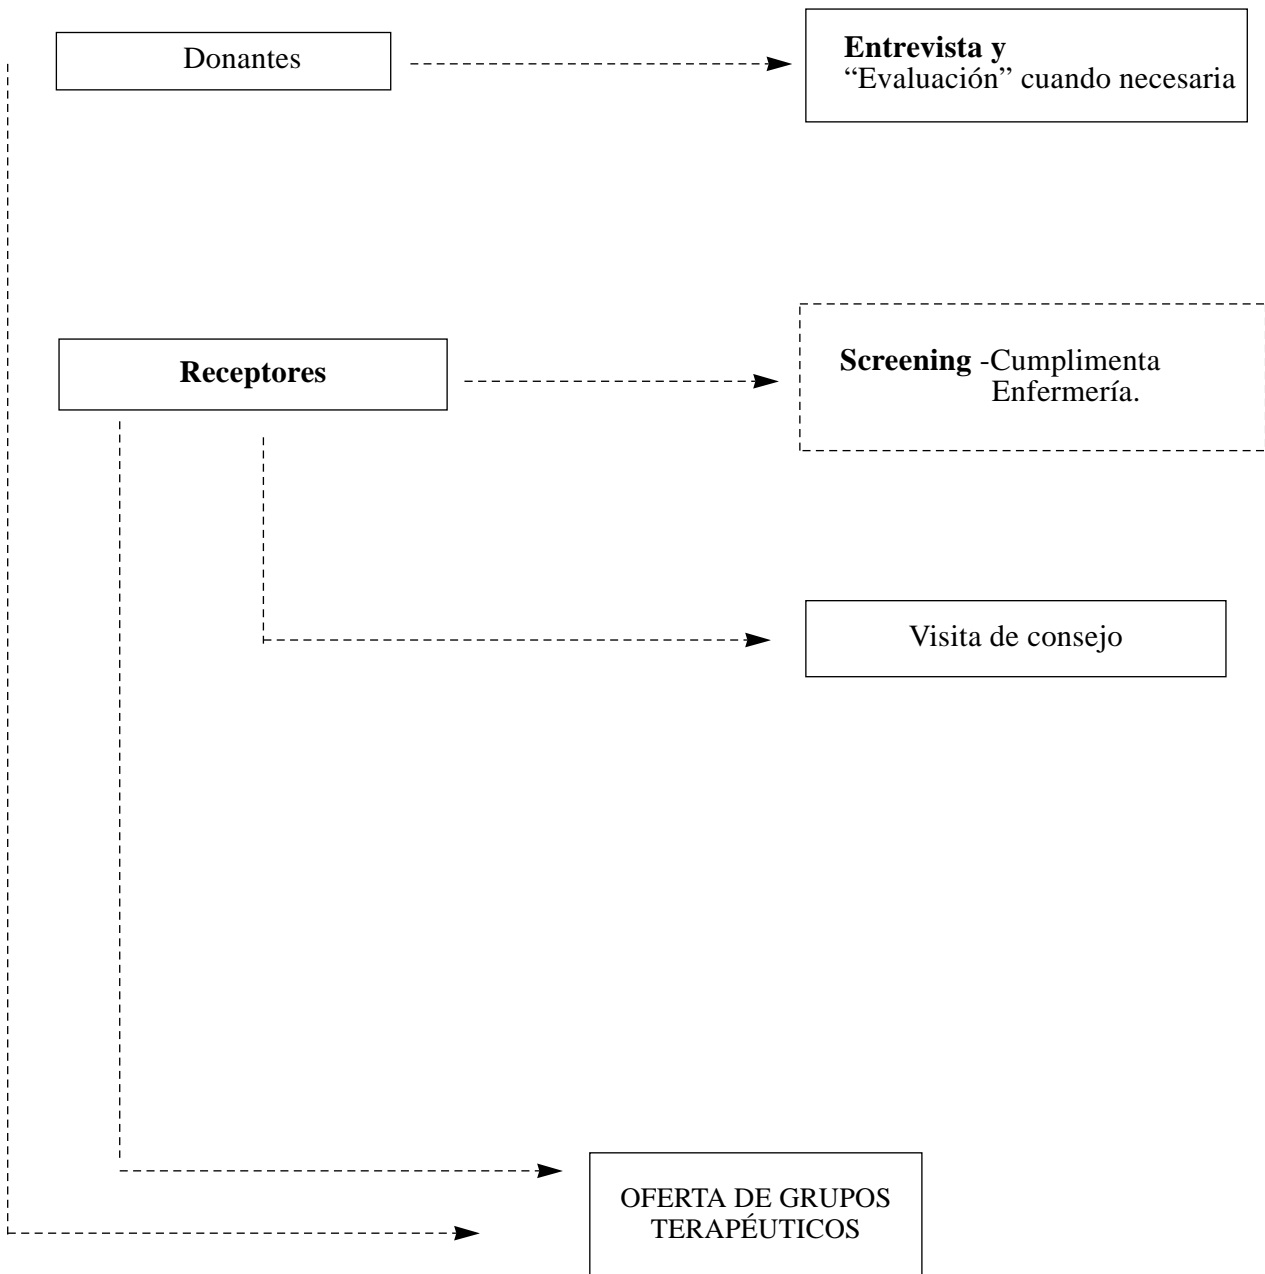 Donantes
Entrevista y
“Evaluación” cuando necesaria
Receptores
Screening -Cumplimenta
Enfermería.
Visita de consejo
OFERTA DE GRUPOS
TERAPÉUTICOS